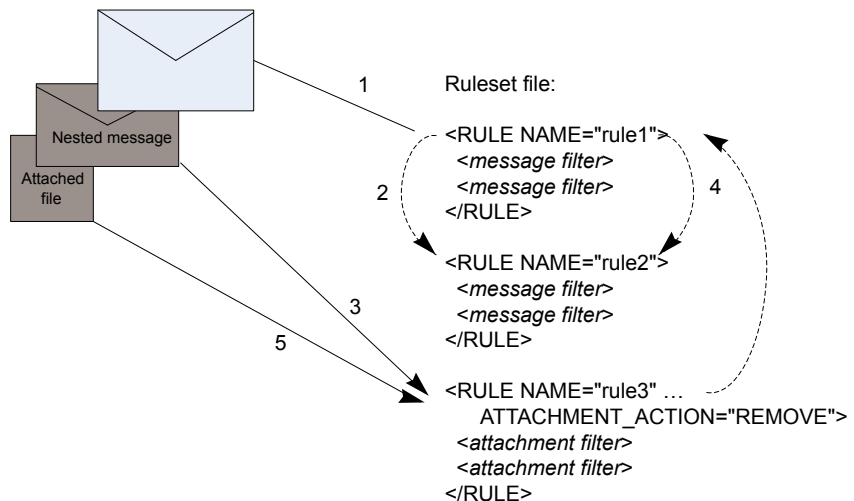 Nested message
Attached
file
1
2
3
4
5
Ruleset file:
<RULE NAME="rule1">
<message filter>
<message filter>
</RULE>
<RULE NAME="rule2">
<message filter>
<message filter>
</RULE>
<RULE NAME="rule3" …
ATTACHMENT_ACTION="REMOVE">
<attachment filter>
<attachment filter>
</RULE>